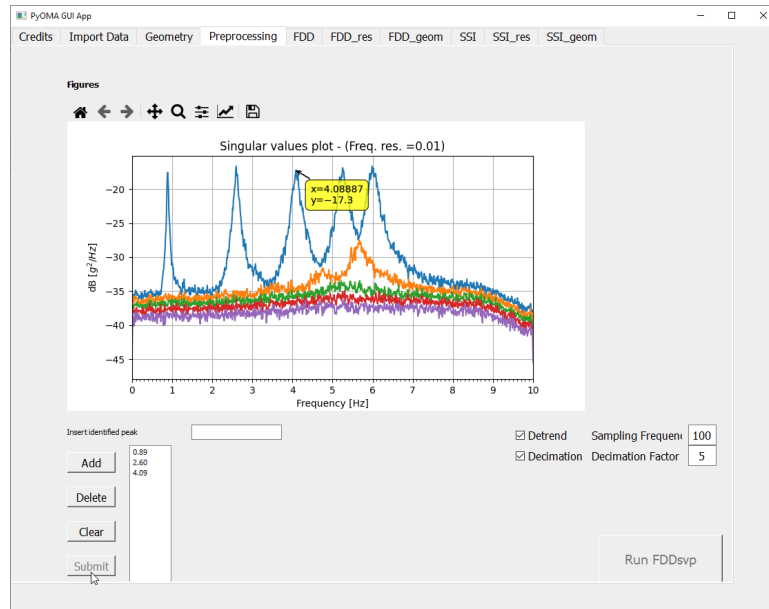 PyOMA GUI App
Credits Import Data Geometry Preprocessing FDD FDD_res FDD_geom SSI SSI_res SSI_geom
Figures
Singular values plot - (Freq. res. =0.01)
x=4.08887
y=−17.3
dB [g²/Hz]
−20
−25
−30
−35
−40
−45
0 1 2 3 4 5 6 7 8 9 10
Frequency [Hz]
Insert identified peak
Detrend Sampling Frequenc 100
Decimation Decimation Factor 5
Add
Delete
Clear
Submit
0.89
2.60
4.09
Run FDDsvp